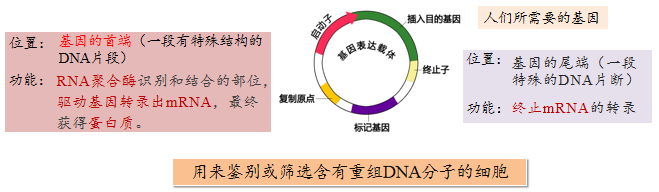 位置：基因的首端（一段有特殊结构的
DNA片段）
功能：RNA聚合酶识别和结合的部位，
驱动基因转录出mRNA，最终
获得蛋白质。
启动子
插入目的基因
基因表达载体
终止子
复制原点
标记基因
人们所需要的基因
位置：基因的尾端（一段
特殊的DNA片断）
功能：终止mRNA的转录
用来鉴别或筛选含有重组DNA分子的细胞